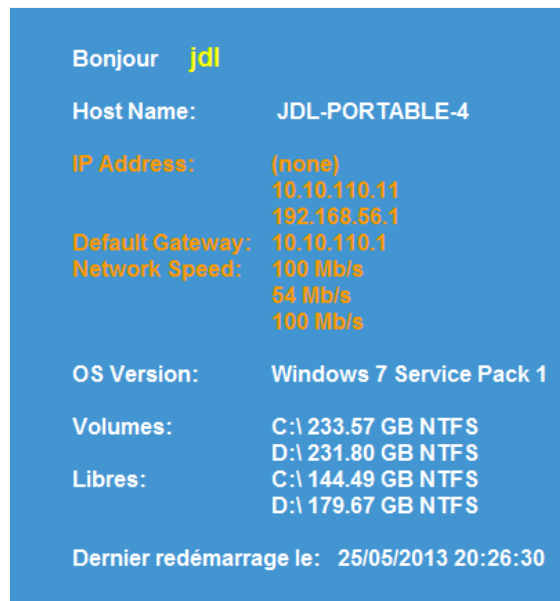 Bonjour jdl
Host Name: JDL-PORTABLE-4
IP Address: (none)
10.10.110.11
192.168.56.1
Default Gateway: 10.10.110.1
Network Speed: 100 Mb/s
54 Mb/s
100 Mb/s
OS Version: Windows 7 Service Pack 1
Volumes: C:\ 233.57 GB NTFS
D:\ 231.80 GB NTFS
Libres: C:\ 144.49 GB NTFS
D:\ 179.67 GB NTFS
Dernier redémarrage le: 25/05/2013 20:26:30